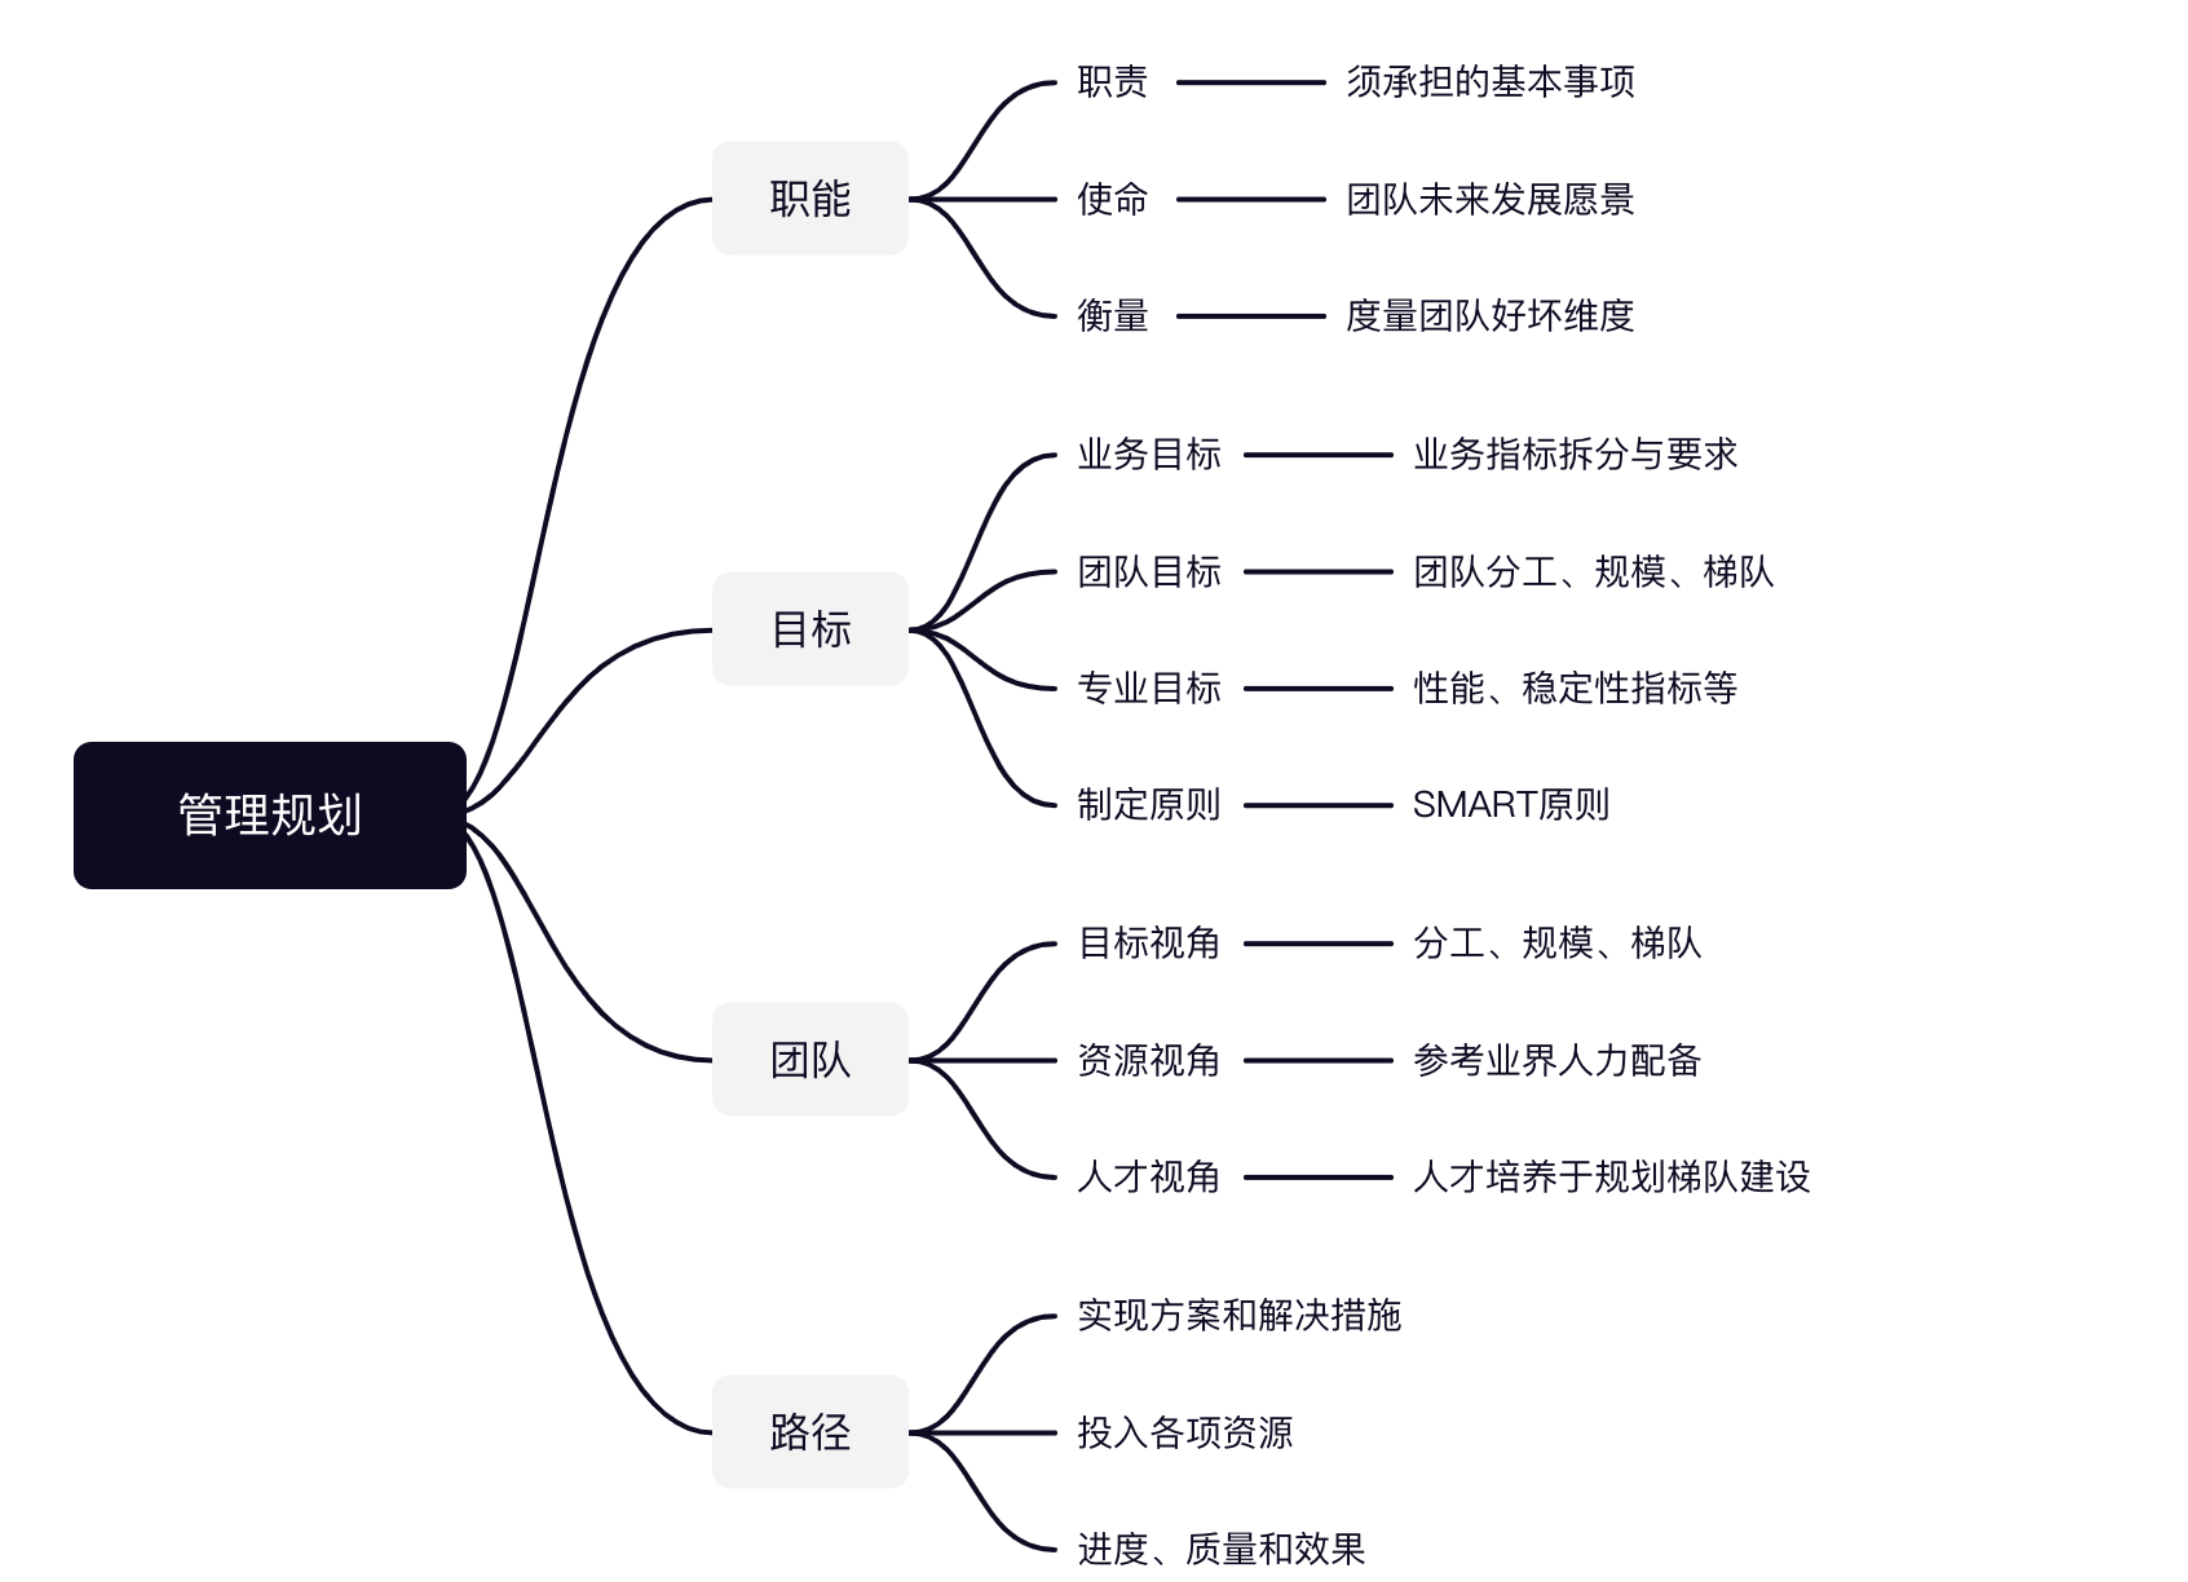 管理规划
职能
职责
须承担的基本事项
使命
团队未来发展愿景
衡量
度量团队好坏维度
目标
业务目标
业务指标拆分与要求
团队目标
团队分工、规模、梯队
专业目标
性能、稳定性指标等
制定原则
SMART原则
团队
目标视角
分工、规模、梯队
资源视角
参考业界人力配备
人才视角
人才培养于规划梯队建设
路径
实现方案和解决措施
投入各项资源
进度、质量和效果